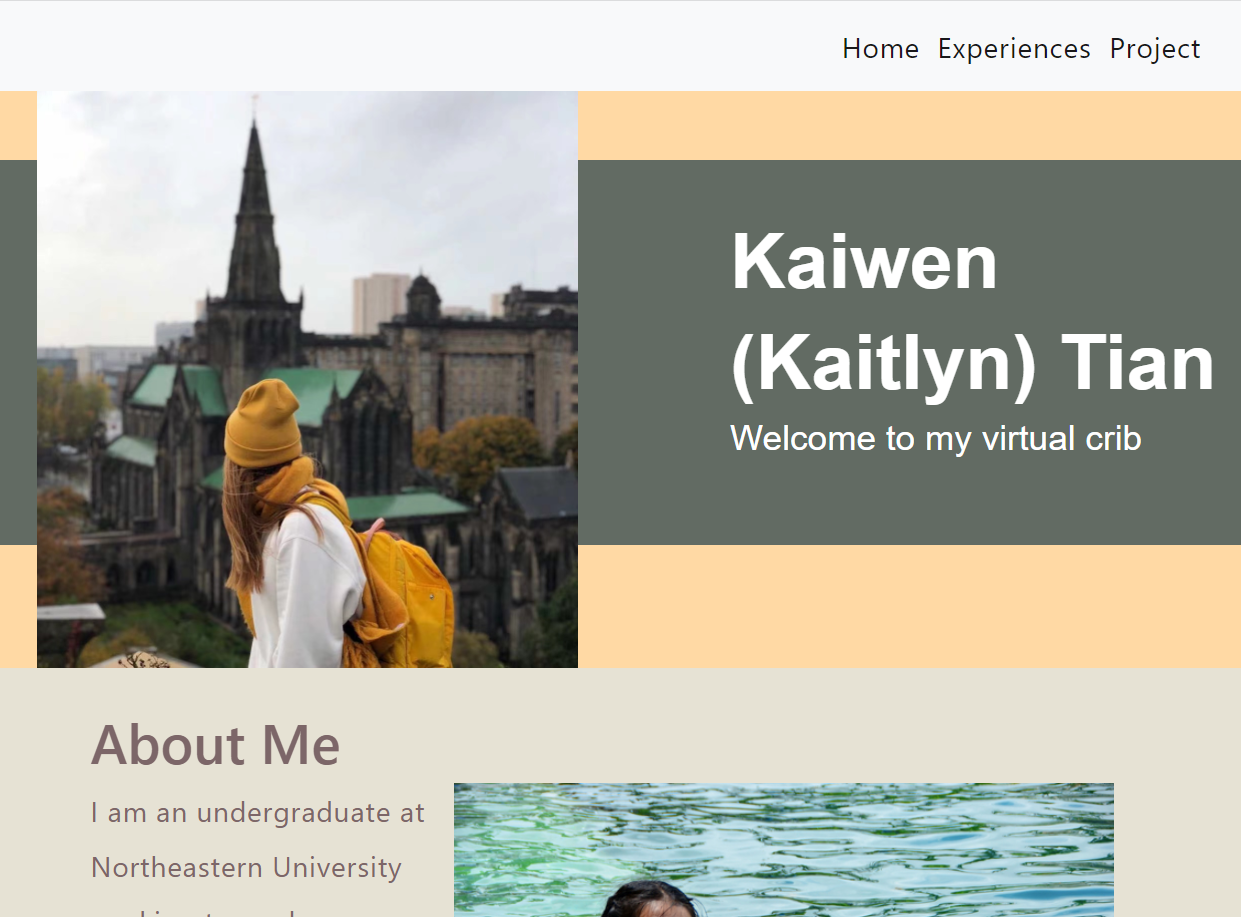 Home Experiences Project
Kaiwen
(Kaitlyn) Tian
Welcome to my virtual crib
About Me
I am an undergraduate at
Northeastern University